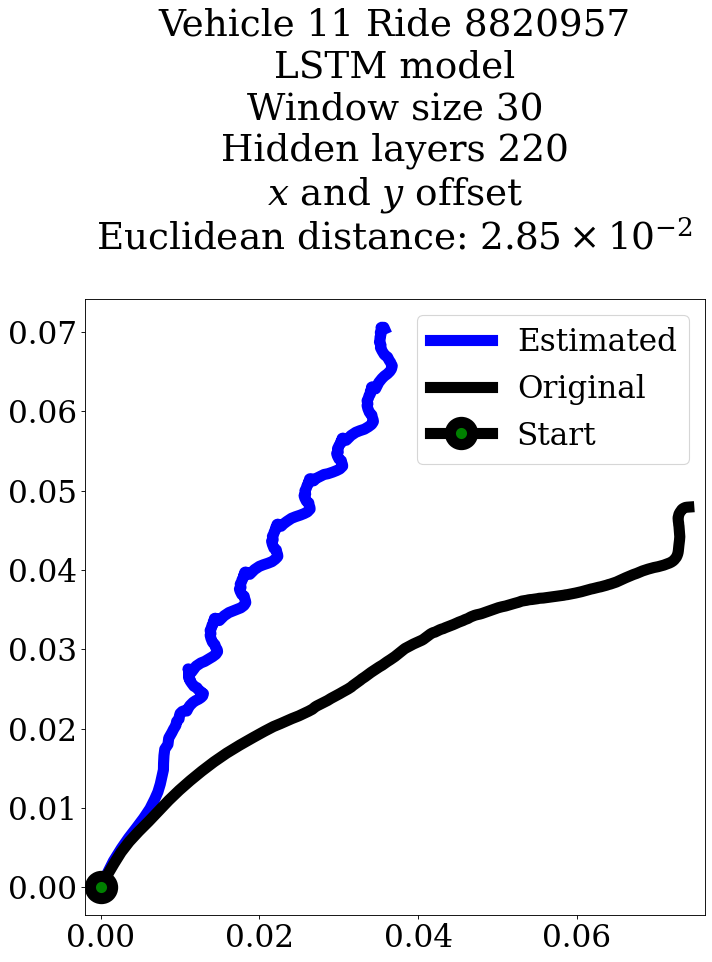 Vehicle 11 Ride 8820957
LSTM model
Window size 30
Hidden layers 220
x and y offset
Euclidean distance: 2.85 × 10⁻²
Estimated
Original
Start
0.07
0.06
0.05
0.04
0.03
0.02
0.01
0.00
0.00 0.02 0.04 0.06